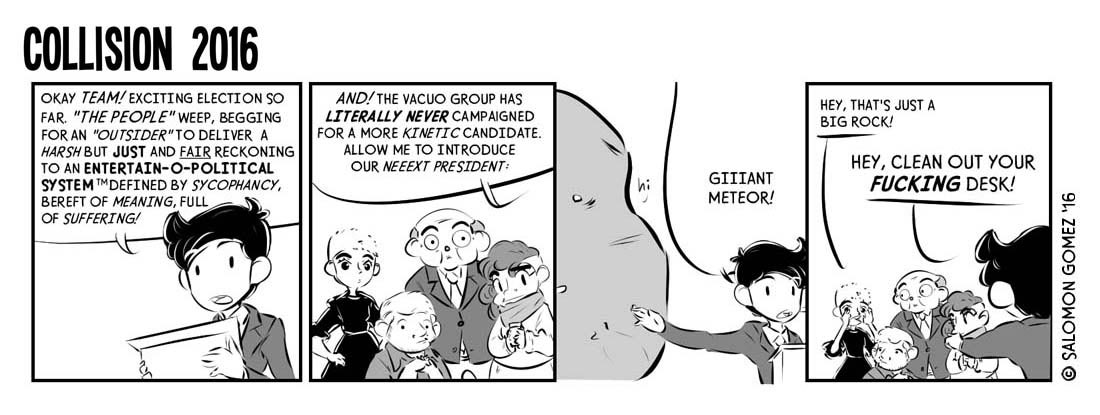 COLLISION 2016
OKAY TEAM! EXCITING ELECTION SO
FAR. "THE PEOPLE" WEEP, BEGGING
FOR AN "OUTSIDER" TO DELIVER A
HARSH BUT JUST AND FAIR RECKONING
TO AN ENTERTAIN-O-POLITICAL
SYSTEM™ DEFINED BY SYCOPHANCY,
BEREFT OF MEANING, FULL
OF SUFFERING!
AND! THE VACUO GROUP HAS
LITERALLY NEVER CAMPAIGNED
FOR A MORE KINETIC CANDIDATE.
ALLOW ME TO INTRODUCE
OUR NEEEXT PRESIDENT:
hi
GIIIANT
METEOR!
HEY, THAT'S JUST A
BIG ROCK!
HEY, CLEAN OUT YOUR
FUCKING DESK!
© SALOMON GOMEZ '16